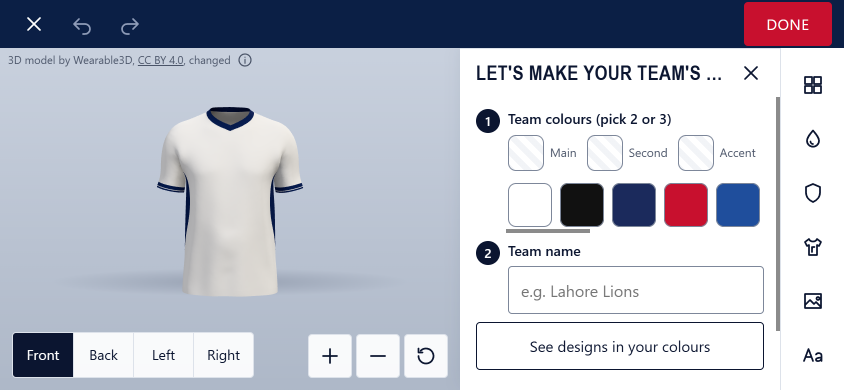 DONE
3D model by Wearable3D, CC BY 4.0, changed
LET'S MAKE YOUR TEAM'S ...
1 Team colours (pick 2 or 3)
Main Second Accent
2 Team name
e.g. Lahore Lions
See designs in your colours
Front Back Left Right
Aa